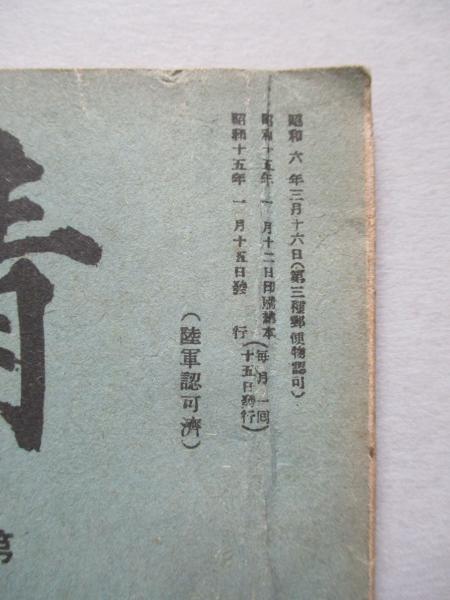 昭和六年三月十六日(第三種郵便物認可)
昭和十五年一月十二日印刷納本(毎月一回
昭和十五年一月十五日發行(十五日發行)
(陸軍認可濟)
第